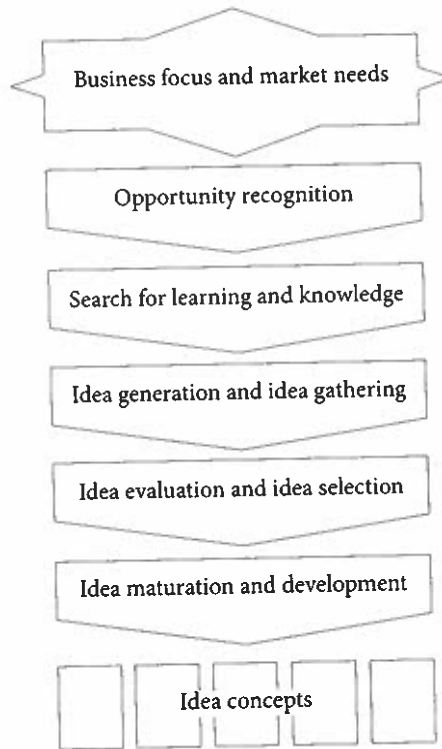 Business focus and market needs
Opportunity recognition
Search for learning and knowledge
Idea generation and idea gathering
Idea evaluation and idea selection
Idea maturation and development
Idea concepts